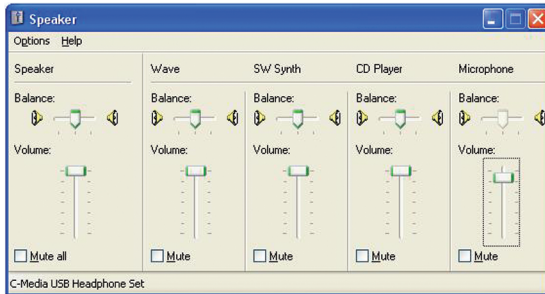 Speaker
Options Help
Speaker Wave SW Synth CD Player Microphone
Balance: Balance: Balance: Balance: Balance:
Volume: Volume: Volume: Volume: Volume:
Mute all Mute Mute Mute Mute
C-Media USB Headphone Set